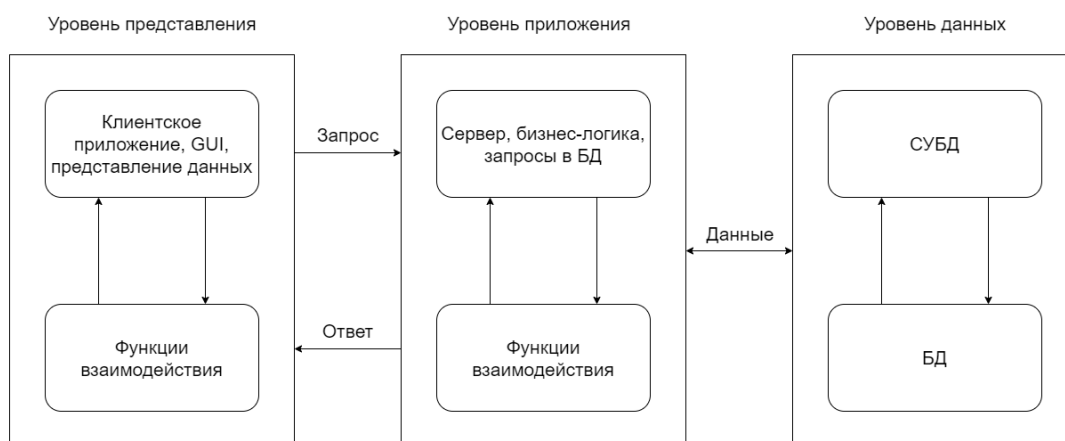 Уровень представления
Уровень приложения
Уровень данных
Клиентское
приложение, GUI,
представление данных
Запрос
Сервер, бизнес-логика,
запросы в БД
СУБД
Данные
Функции
взаимодействия
Ответ
Функции
взаимодействия
БД